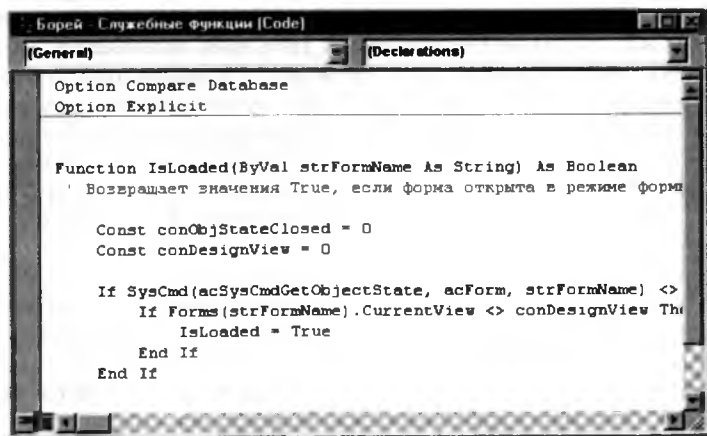 Борей - Служебные функции (Code)
(General) (Declarations)
Option Compare Database
Option Explicit
Function IsLoaded(ByVal strFormName As String) As Boolean
' Возвращает значения True, если форма открыта в режиме форм
Const conObjStateClosed = 0
Const conDesignView = 0
If SysCmd(acSysCmdGetObjectState, acForm, strFormName) <>
If Forms(strFormName).CurrentView <> conDesignView The
IsLoaded = True
End If
End If